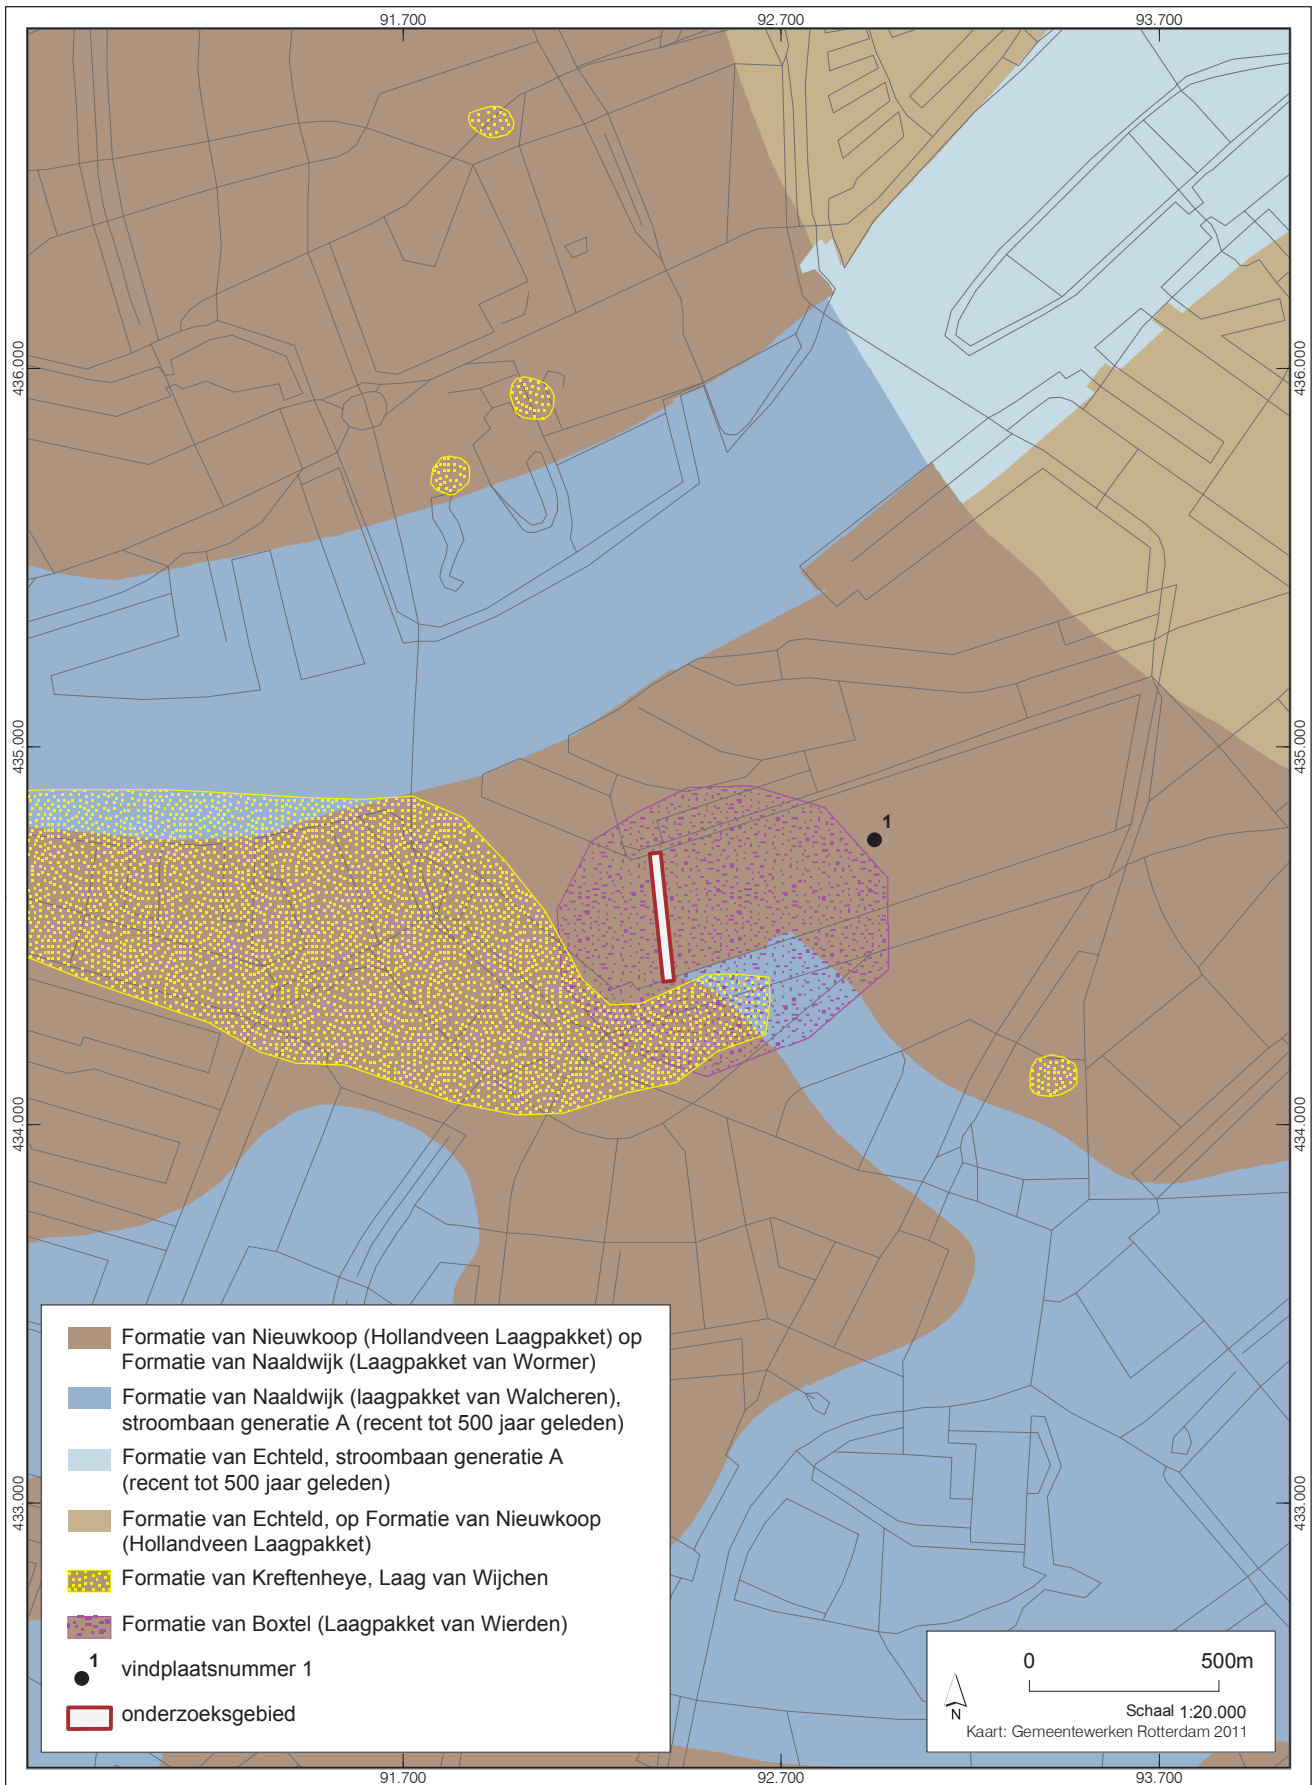 91.700
92.700
93.700
436.000
436.000
435.000
435.000
1
434.000
434.000
433.000
433.000
Formatie van Nieuwkoop (Hollandveen Laagpakket) op
Formatie van Naaldwijk (Laagpakket van Wormer)
Formatie van Naaldwijk (laagpakket van Walcheren),
stroombaan generatie A (recent tot 500 jaar geleden)
Formatie van Echteld, stroombaan generatie A
(recent tot 500 jaar geleden)
Formatie van Echteld, op Formatie van Nieuwkoop
(Hollandveen Laagpakket)
Formatie van Kreftenheye, Laag van Wijchen
Formatie van Boxtel (Laagpakket van Wierden)
1
vindplaatsnummer 1
onderzoeksgebied
0 500m
N
Schaal 1:20.000
Kaart: Gemeentewerken Rotterdam 2011
91.700
92.700
93.700